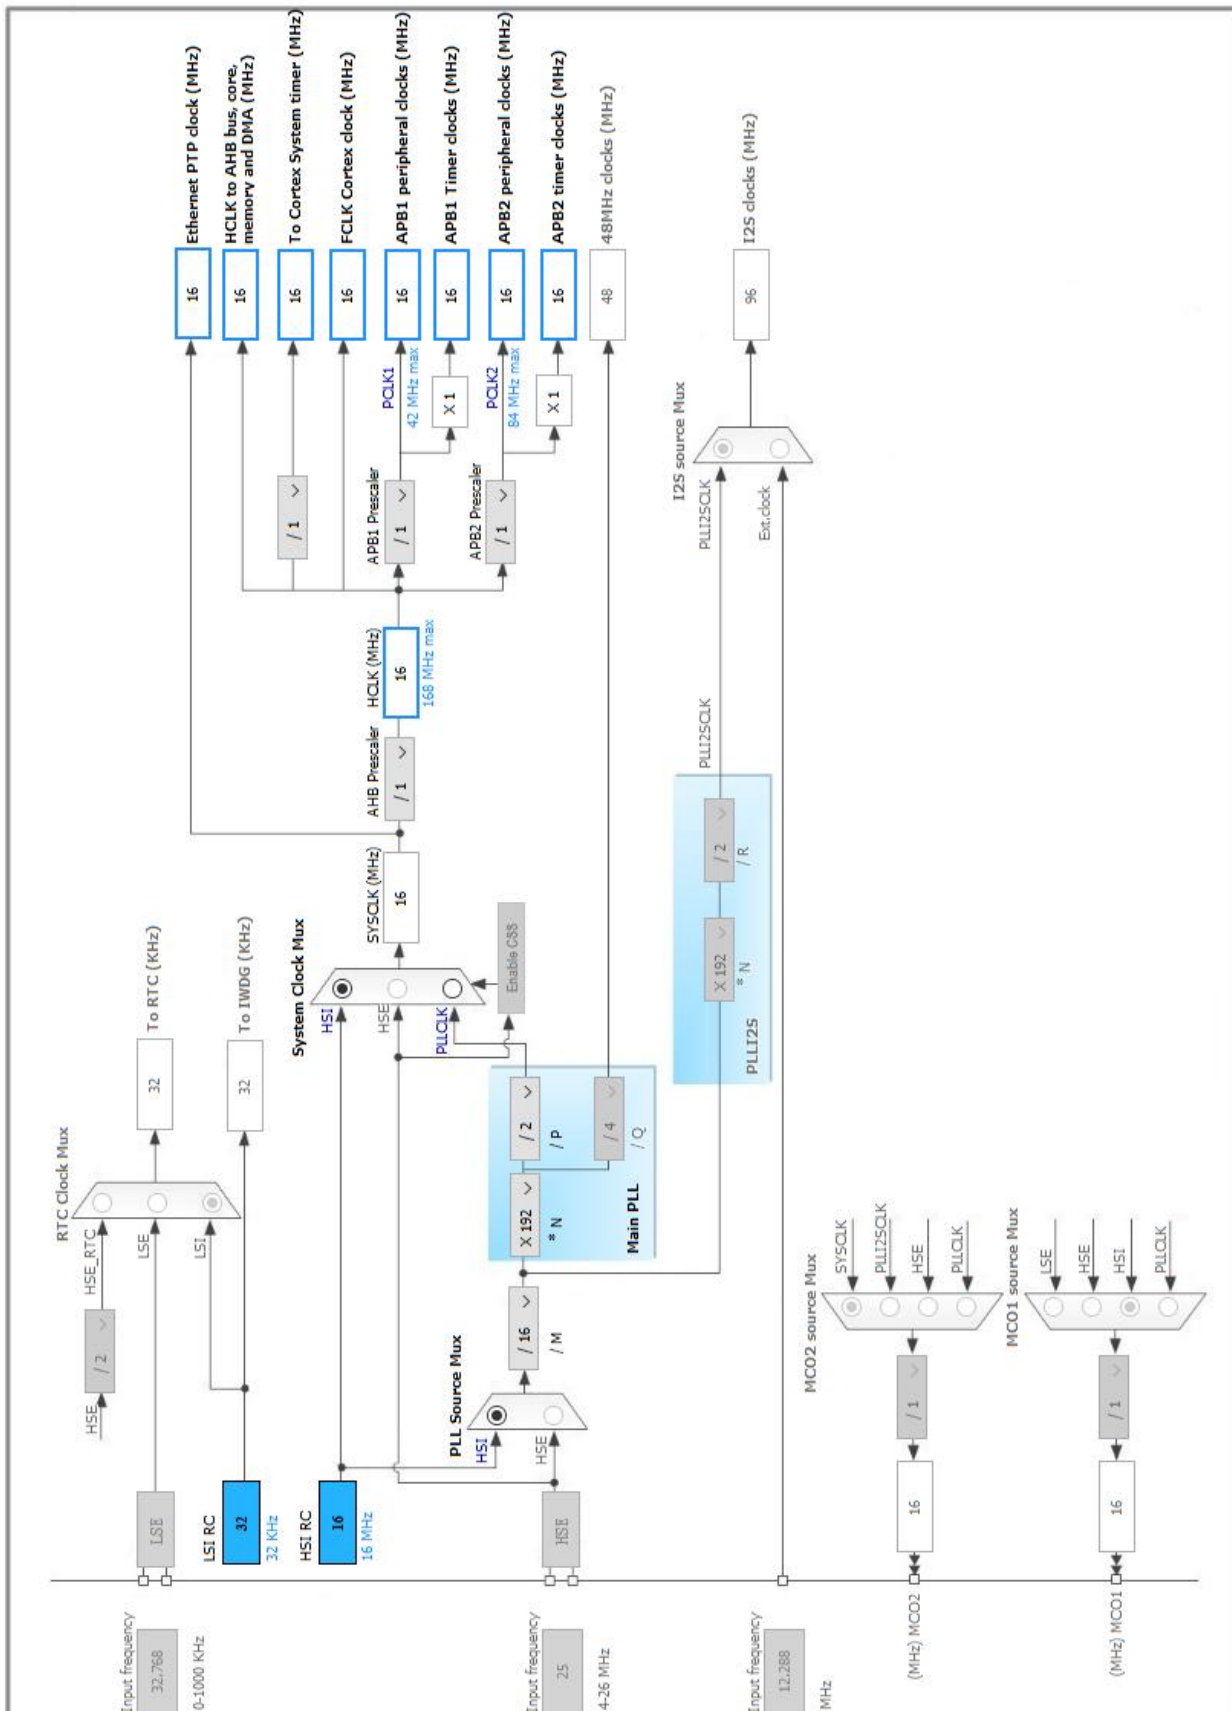 Input frequency
32.768
0-1000 KHz
LSE
LSI RC
32
32 KHz
HSI RC
16
16 MHz
Input frequency
25
4-26 MHz
HSE
Input frequency
12.288
MHz
HSE
/ 2
HSE_RTC
LSE
LSI
RTC Clock Mux
32
To RTC (KHz)
32
To IWDG (KHz)
System Clock Mux
HSI
HSE
PLLCLK
Enable CSS
PLL Source Mux
HSI
HSE
/ 16
/ M
X 192
* N
/ 2
/ P
/ 4
/ Q
Main PLL
SYSCLK (MHz)
16
AHB Prescaler
/ 1
HCLK (MHz)
16
168 MHz max
/ 1
APB1 Prescaler
/ 1
PCLK1
42 MHz max
X 1
APB2 Prescaler
/ 1
PCLK2
84 MHz max
X 1
16
Ethernet PTP clock (MHz)
16
HCLK to AHB bus, core,
memory and DMA (MHz)
16
To Cortex System timer (MHz)
16
FCLK Cortex clock (MHz)
16
APB1 peripheral clocks (MHz)
16
APB1 Timer clocks (MHz)
16
APB2 peripheral clocks (MHz)
16
APB2 timer clocks (MHz)
48
48MHz clocks (MHz)
PLLI2S
X 192
* N
/ 2
/ R
PLLI2SCLK
PLLI2SCLK
Ext.clock
I2S source Mux
96
I2S clocks (MHz)
MCO2 source Mux
SYSCLK
PLLI2SCLK
HSE
PLLCLK
/ 1
16
(MHz) MCO2
MCO1 source Mux
LSE
HSE
HSI
PLLCLK
/ 1
16
(MHz) MCO1